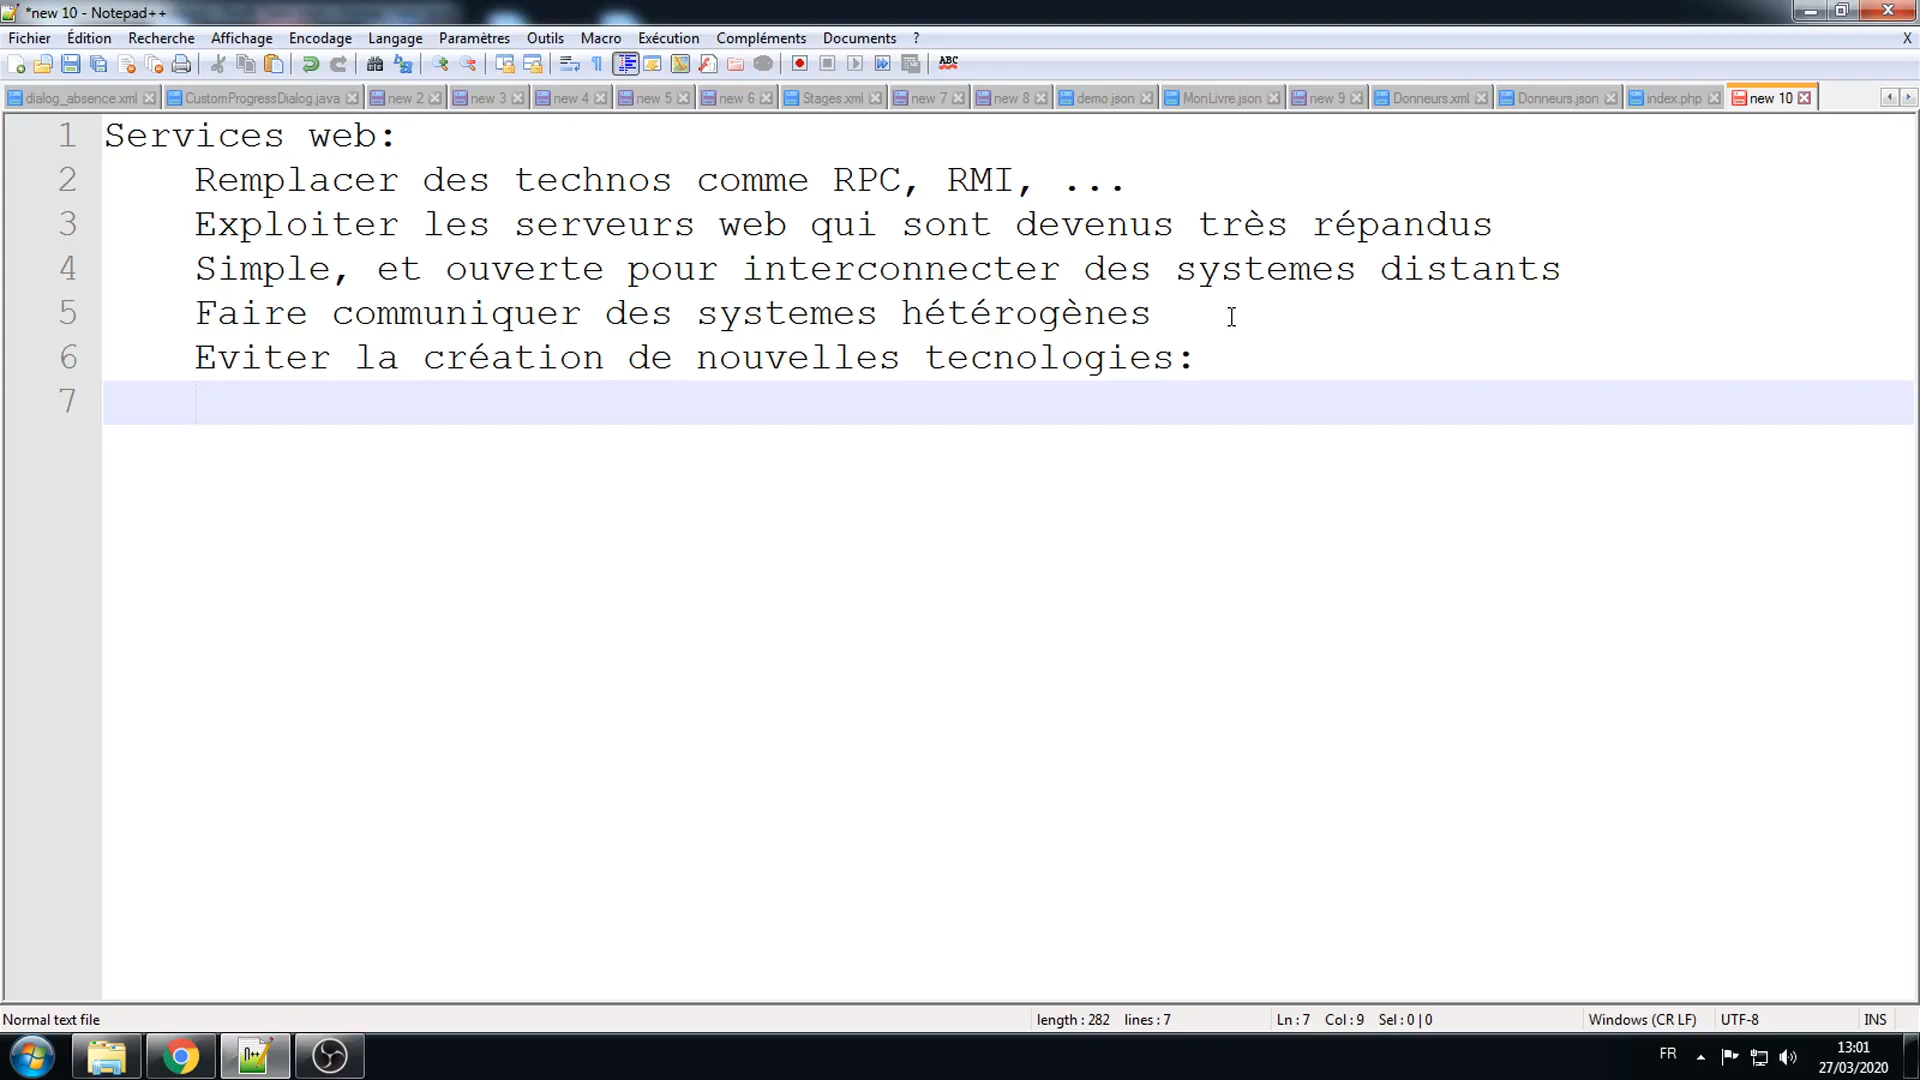 *new 10 - Notepad++
Fichier Édition Recherche Affichage Encodage Langage Paramètres Outils Macro Exécution Compléments Documents ? X
ABC
dialog_absence.xml CustomProgressDialog.java new 2 new 3 new 4 new 5 new 6 Stages.xml new 7 new 8 demo.json MonLivre.json new 9 Donneurs.xml Donneurs.json index.php new 10
1 Services web:
2 Remplacer des technos comme RPC, RMI, ...
3 Exploiter les serveurs web qui sont devenus très répandus
4 Simple, et ouverte pour interconnecter des systemes distants
5 Faire communiquer des systemes hétérogènes
6 Eviter la création de nouvelles tecnologies:
7
Normal text file length : 282 lines : 7 Ln : 7 Col : 9 Sel : 0 | 0 Windows (CR LF) UTF-8 INS
FR 13:01
27/03/2020